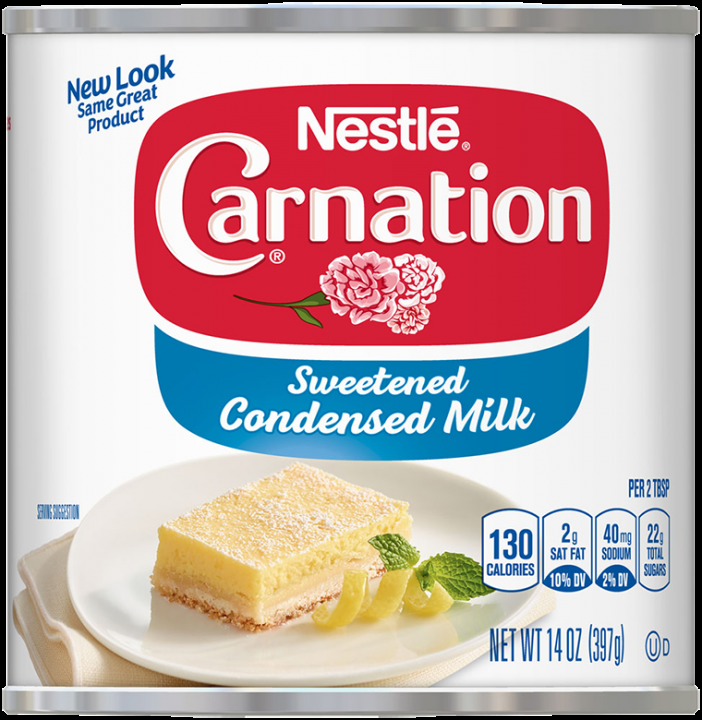 New Look
Same Great
Product
Nestlé®
Carnation®
Sweetened
Condensed Milk
SERVING SUGGESTION
PER 2 TBSP
130
CALORIES
2g
SAT FAT
10% DV
40mg
SODIUM
2% DV
22g
TOTAL
SUGARS
NET WT 14 OZ (397g)
U D